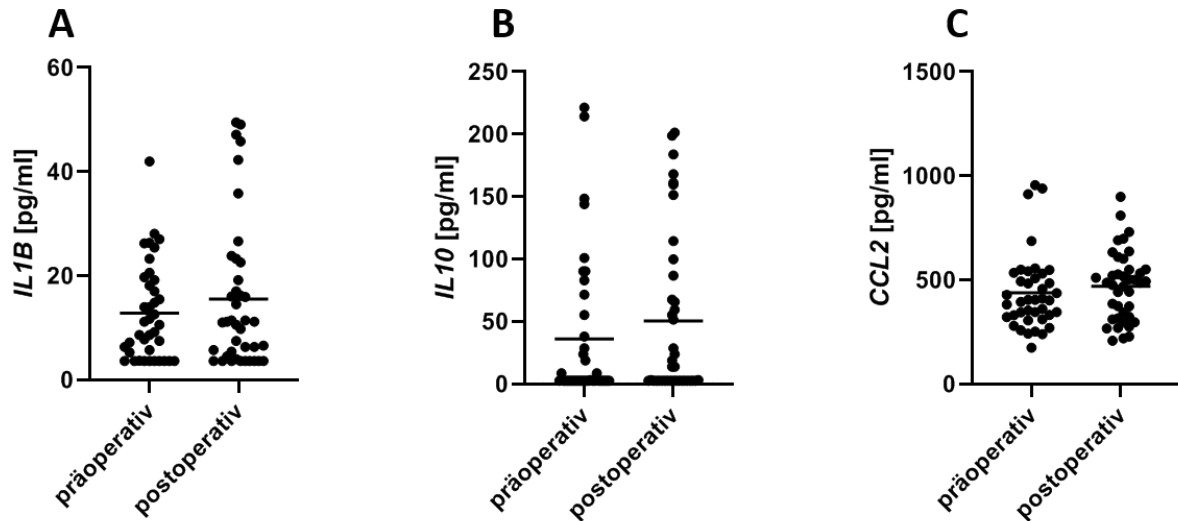 A
IL1B [pg/ml]
60
40
20
0
präoperativ
postoperativ
B
IL10 [pg/ml]
250
200
150
100
50
0
präoperativ
postoperativ
C
CCL2 [pg/ml]
1500
1000
500
0
präoperativ
postoperativ